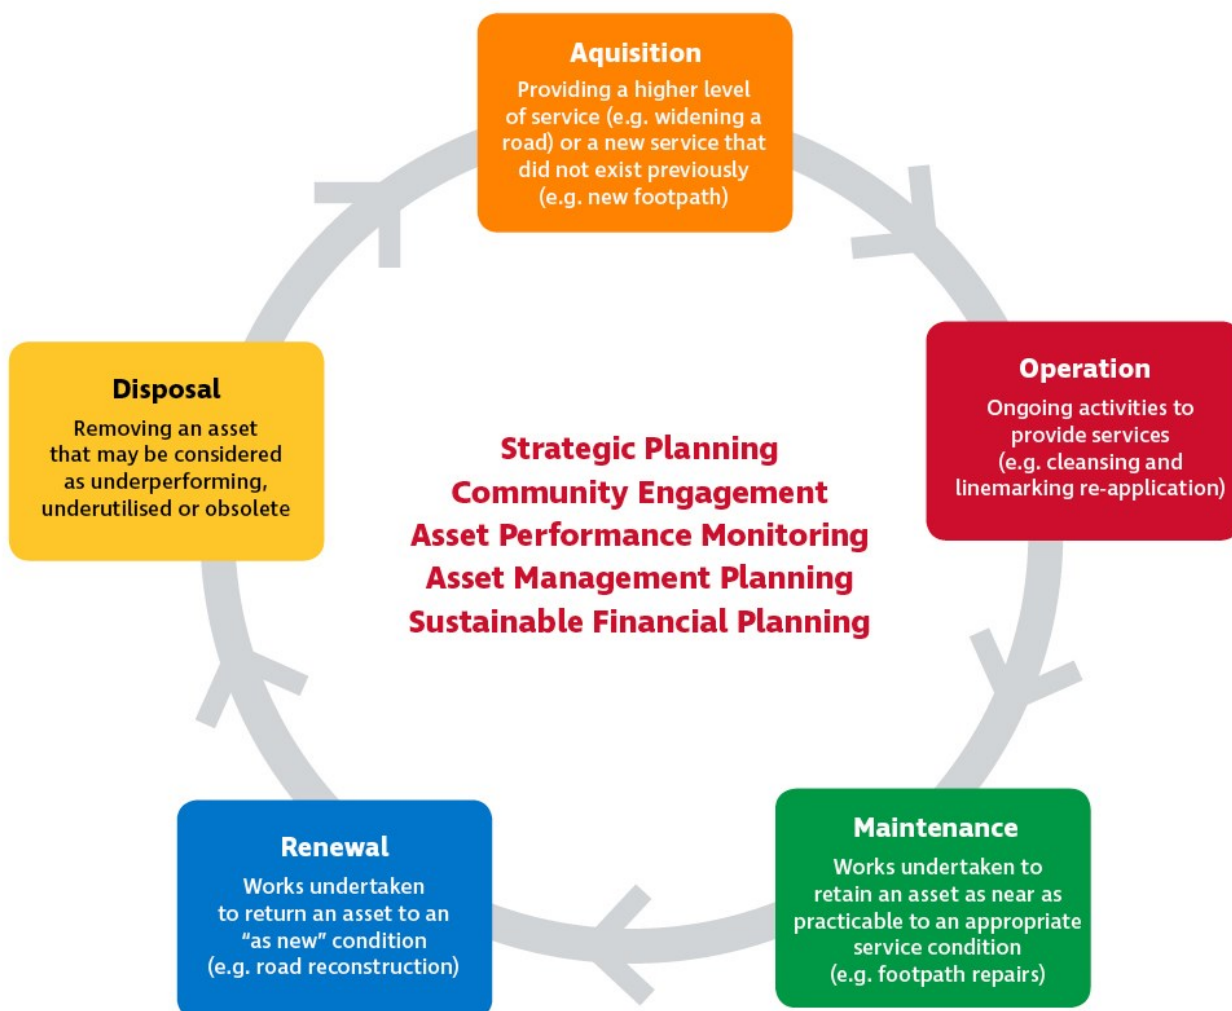 Aquisition
Providing a higher level
of service (e.g. widening a
road) or a new service that
did not exist previously
(e.g. new footpath)
Operation
Ongoing activities to
provide services
(e.g. cleansing and
linemarking re-application)
Maintenance
Works undertaken to
retain an asset as near as
practicable to an appropriate
service condition
(e.g. footpath repairs)
Renewal
Works undertaken
to return an asset to an
“as new” condition
(e.g. road reconstruction)
Disposal
Removing an asset
that may be considered
as underperforming,
underutilised or obsolete
Strategic Planning
Community Engagement
Asset Performance Monitoring
Asset Management Planning
Sustainable Financial Planning